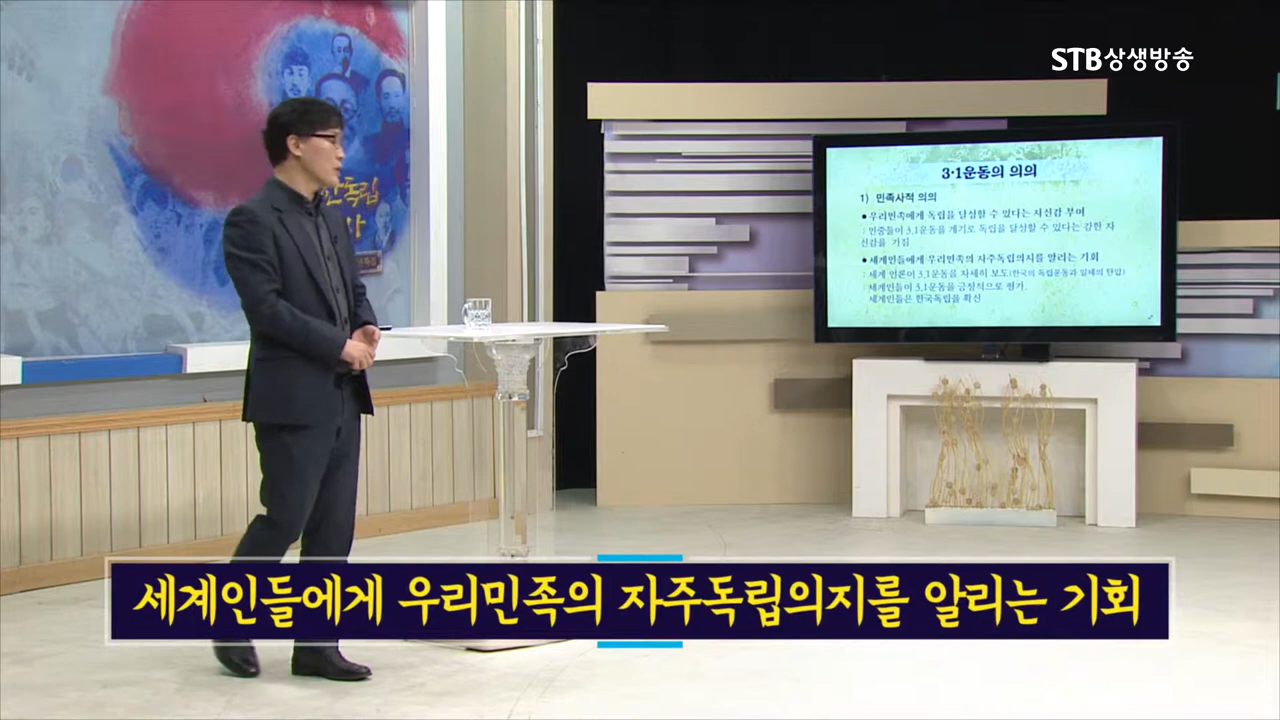 STB상생방송
한독립
사
3·1운동의 의의
1) 민족사적 의의
●우리민족에게 독립을 달성할 수 있다는 자신감 부여
: 민중들이 3.1운동을 계기로 독립을 달성할 수 있다는 강한 자
신감을 가짐
●세계인들에게 우리민족의 자주독립의지를 알리는 기회
: 세계 언론이 3.1운동을 자세히 보도(한국의 독립운동과 일제의 탄압)
: 세계인들이 3.1운동을 긍정적으로 평가.
세계인들은 한국독립을 확신
세계인들에게 우리민족의 자주독립의지를 알리는 기회